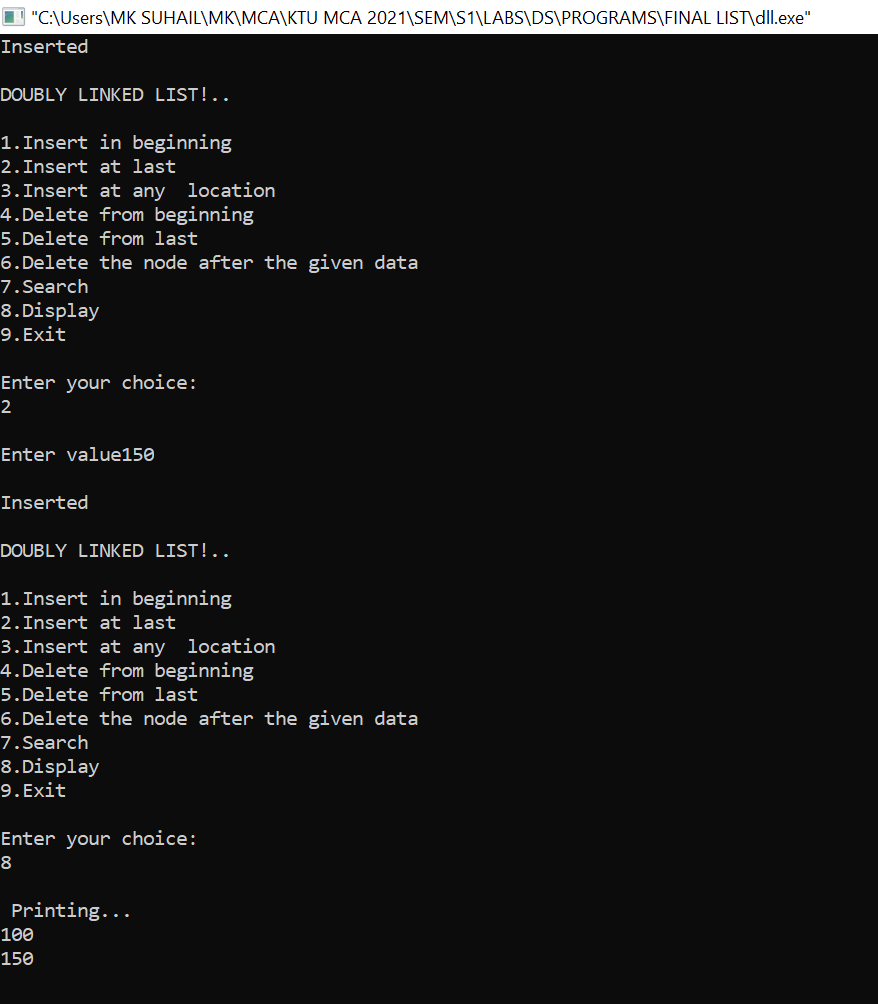 "C:\Users\MK SUHAIL\MK\MCA\KTU MCA 2021\SEM\S1\LABS\DS\PROGRAMS\FINAL LIST\dll.exe"
Inserted
DOUBLY LINKED LIST!..
1.Insert in beginning
2.Insert at last
3.Insert at any  location
4.Delete from beginning
5.Delete from last
6.Delete the node after the given data
7.Search
8.Display
9.Exit
Enter your choice:
2
Enter value150
Inserted
DOUBLY LINKED LIST!..
1.Insert in beginning
2.Insert at last
3.Insert at any  location
4.Delete from beginning
5.Delete from last
6.Delete the node after the given data
7.Search
8.Display
9.Exit
Enter your choice:
8
 Printing...
100
150